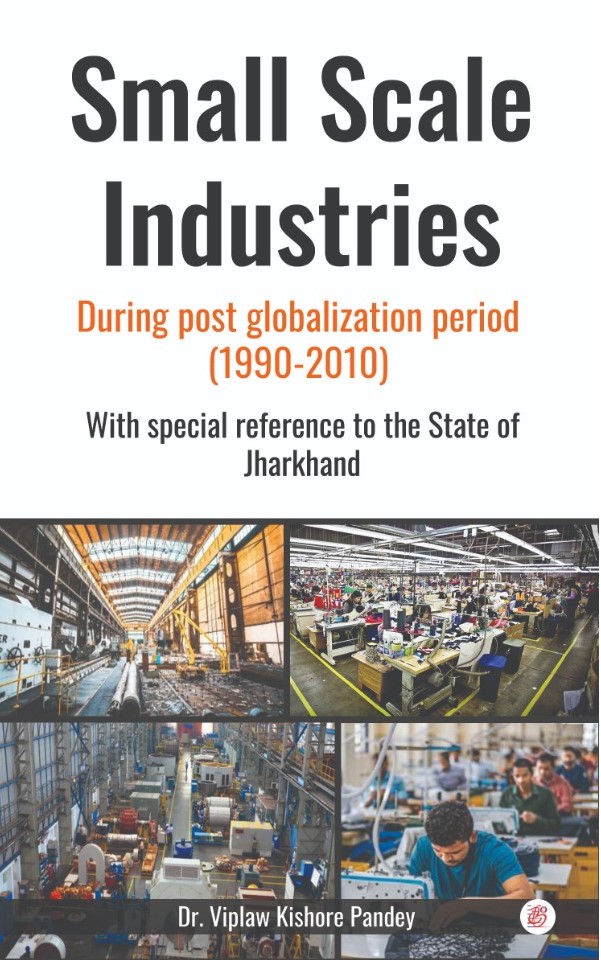 Small Scale
Industries
During post globalization period
(1990-2010)
With special reference to the State of
Jharkhand
Dr. Viplaw Kishore Pandey